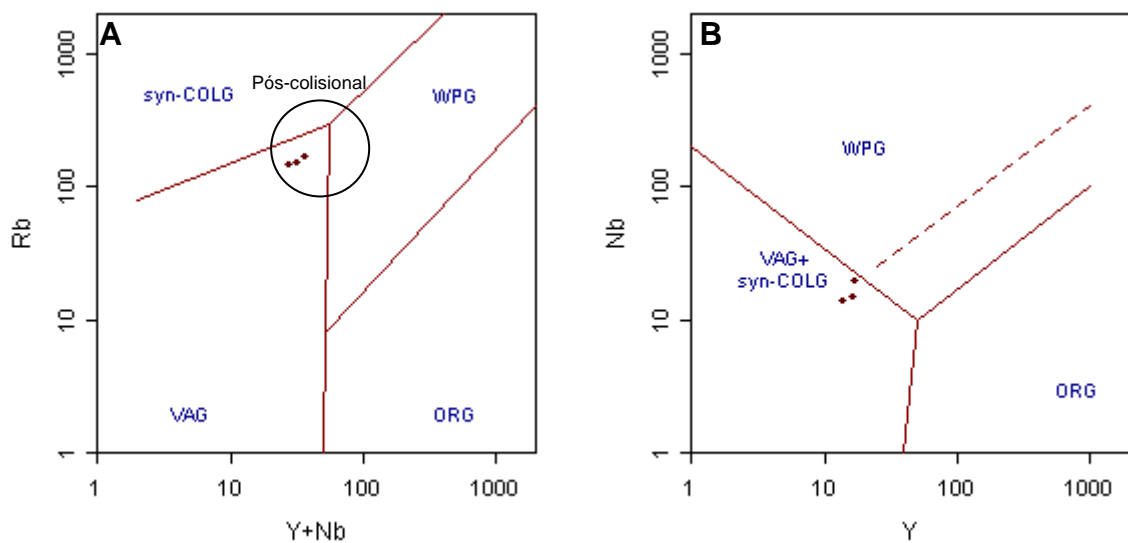 A
1000
100
10
1
Rb
syn-COLG
Pós-colisional
WPG
VAG
ORG
1
10
100
1000
Y+Nb
B
1000
100
10
1
Nb
WPG
VAG+
syn-COLG
ORG
1
10
100
1000
Y